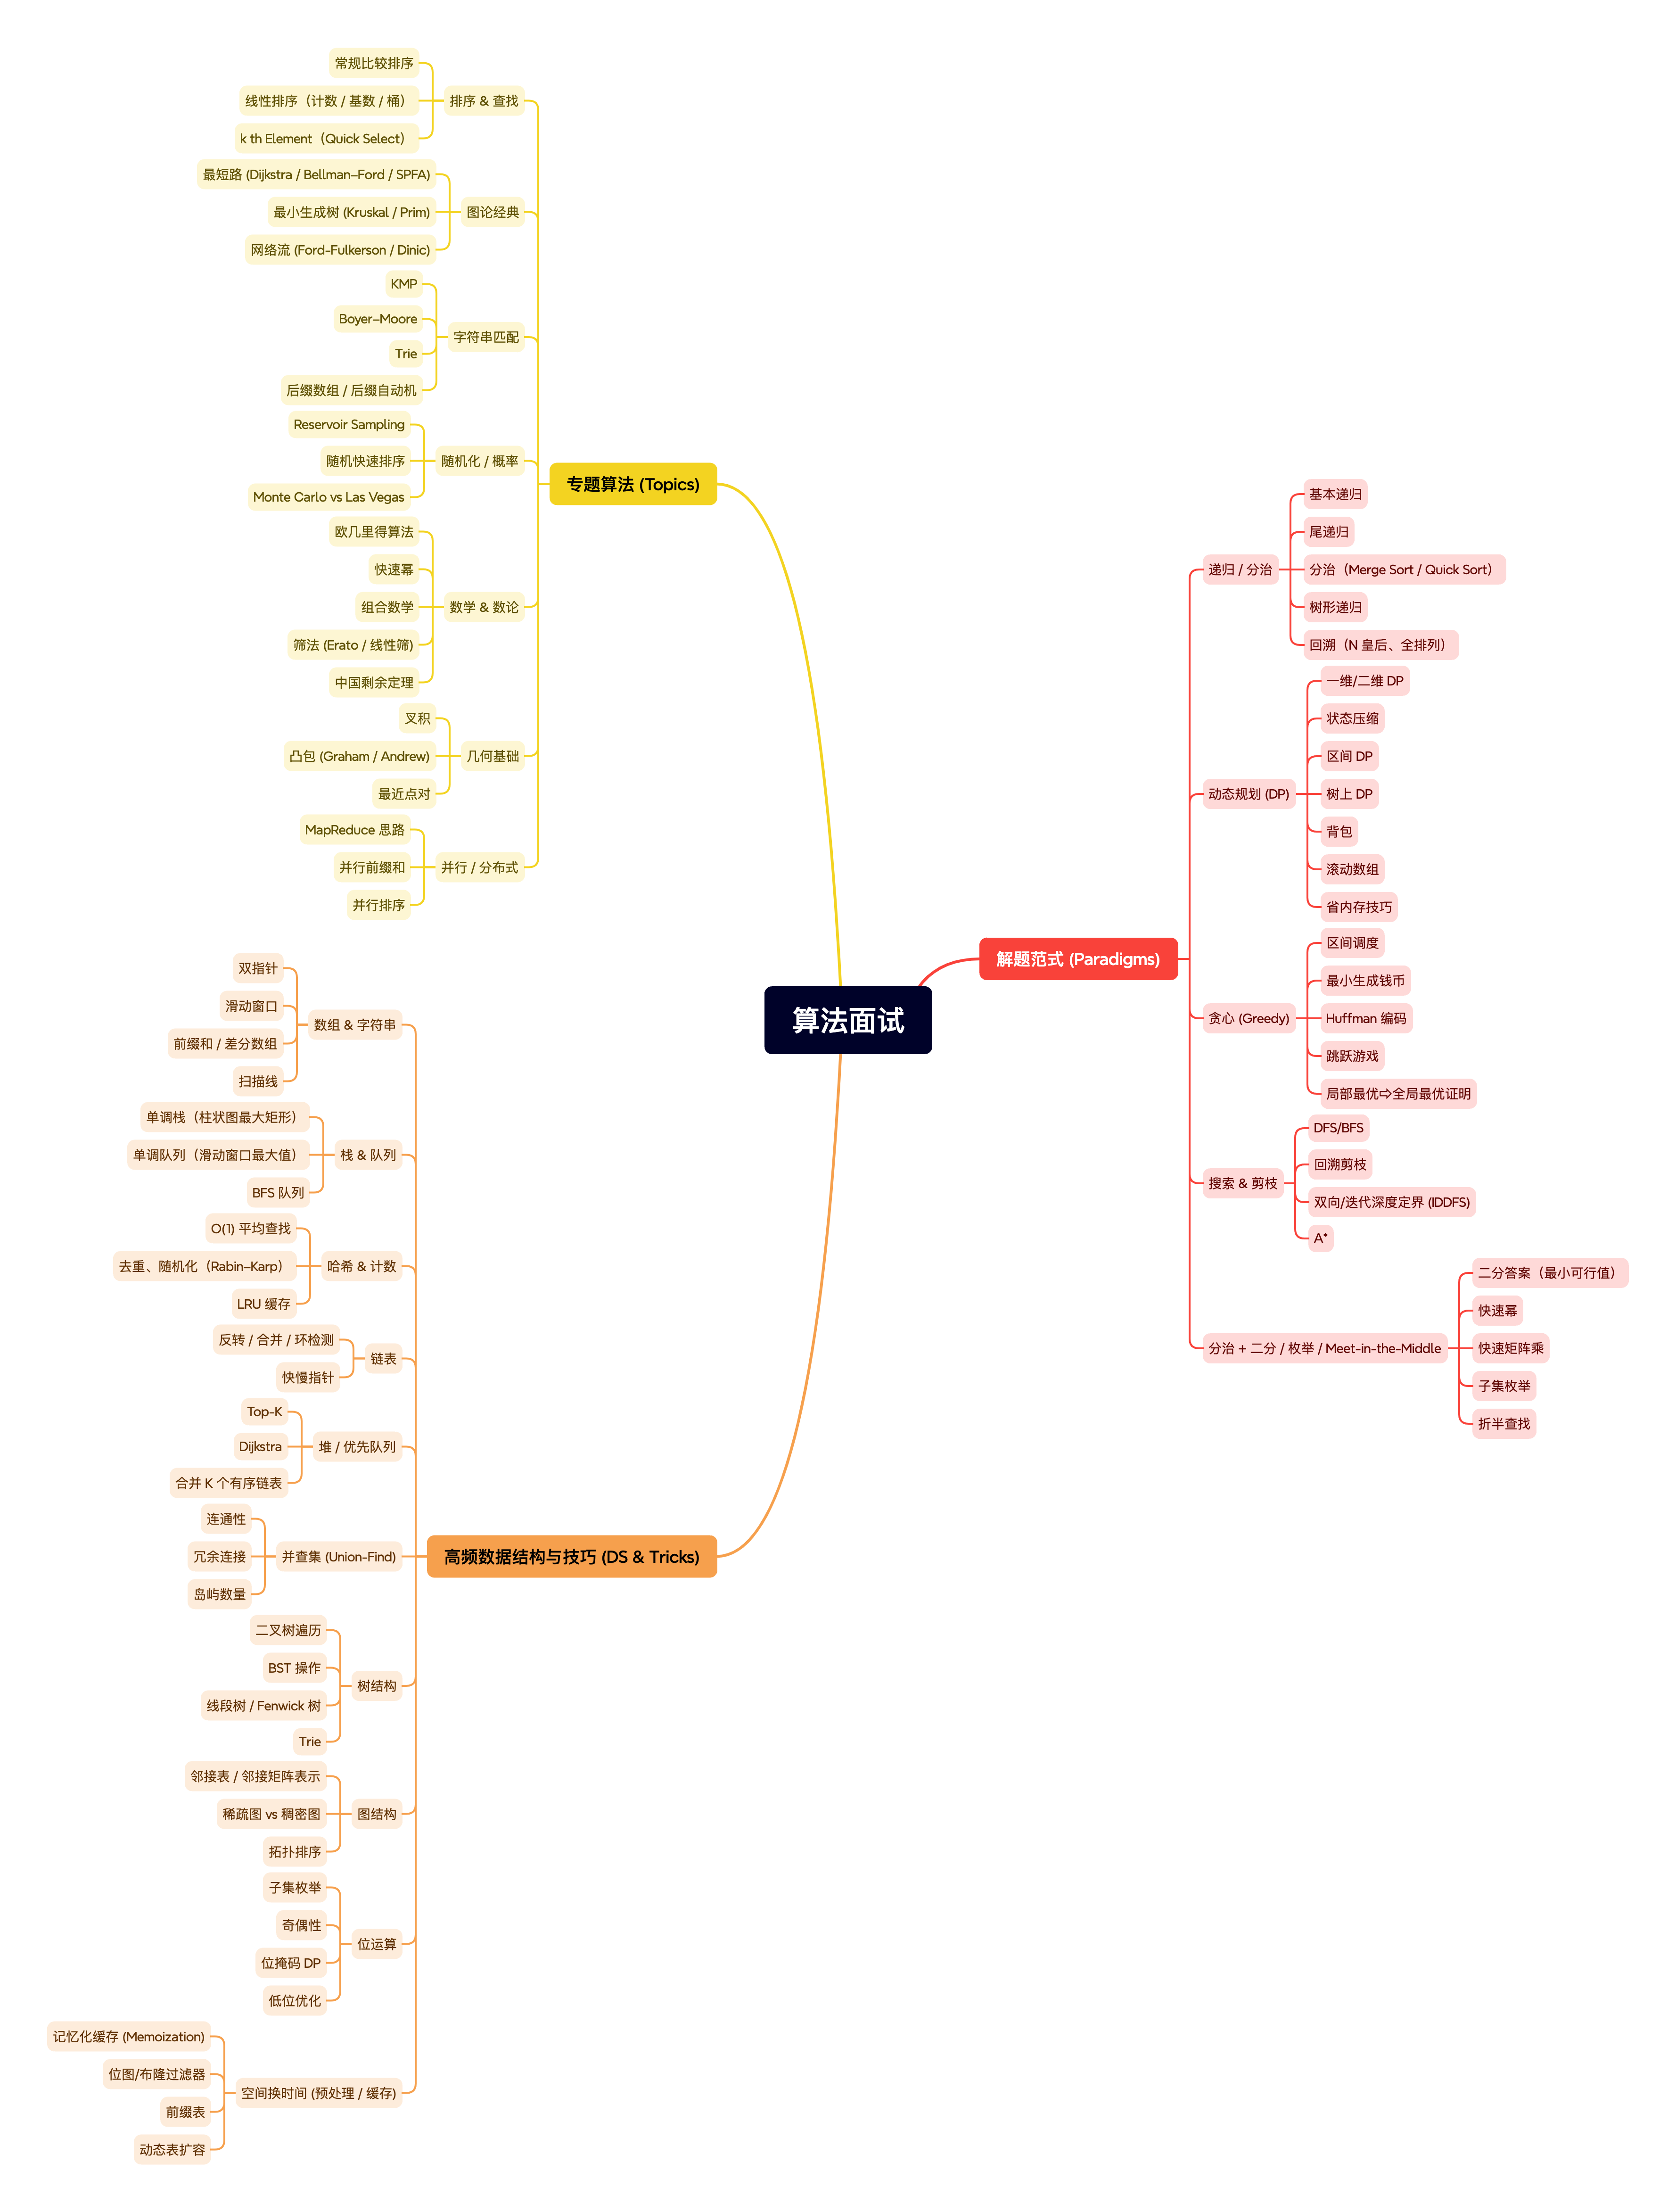 算法面试
解题范式 (Paradigms)
递归 / 分治
基本递归
尾递归
分治（Merge Sort / Quick Sort）
树形递归
回溯（N 皇后、全排列）
动态规划 (DP)
一维/二维 DP
状态压缩
区间 DP
树上 DP
背包
滚动数组
省内存技巧
贪心 (Greedy)
区间调度
最小生成钱币
Huffman 编码
跳跃游戏
局部最优⇨全局最优证明
搜索 & 剪枝
DFS/BFS
回溯剪枝
双向/迭代深度定界 (IDDFS)
A*
分治 + 二分 / 枚举 / Meet-in-the-Middle
二分答案（最小可行值）
快速幂
快速矩阵乘
子集枚举
折半查找
高频数据结构与技巧 (DS & Tricks)
数组 & 字符串
双指针
滑动窗口
前缀和 / 差分数组
扫描线
栈 & 队列
单调栈（柱状图最大矩形）
单调队列（滑动窗口最大值）
BFS 队列
哈希 & 计数
O(1) 平均查找
去重、随机化（Rabin–Karp）
LRU 缓存
链表
反转 / 合并 / 环检测
快慢指针
堆 / 优先队列
Top-K
Dijkstra
合并 K 个有序链表
并查集 (Union-Find)
连通性
冗余连接
岛屿数量
树结构
二叉树遍历
BST 操作
线段树 / Fenwick 树
Trie
图结构
邻接表 / 邻接矩阵表示
稀疏图 vs 稠密图
拓扑排序
位运算
子集枚举
奇偶性
位掩码 DP
低位优化
空间换时间 (预处理 / 缓存)
记忆化缓存 (Memoization)
位图/布隆过滤器
前缀表
动态表扩容
专题算法 (Topics)
排序 & 查找
常规比较排序
线性排序（计数 / 基数 / 桶）
k th Element（Quick Select）
图论经典
最短路 (Dijkstra / Bellman–Ford / SPFA)
最小生成树 (Kruskal / Prim)
网络流 (Ford-Fulkerson / Dinic)
字符串匹配
KMP
Boyer–Moore
Trie
后缀数组 / 后缀自动机
随机化 / 概率
Reservoir Sampling
随机快速排序
Monte Carlo vs Las Vegas
数学 & 数论
欧几里得算法
快速幂
组合数学
筛法 (Erato / 线性筛)
中国剩余定理
几何基础
叉积
凸包 (Graham / Andrew)
最近点对
并行 / 分布式
MapReduce 思路
并行前缀和
并行排序